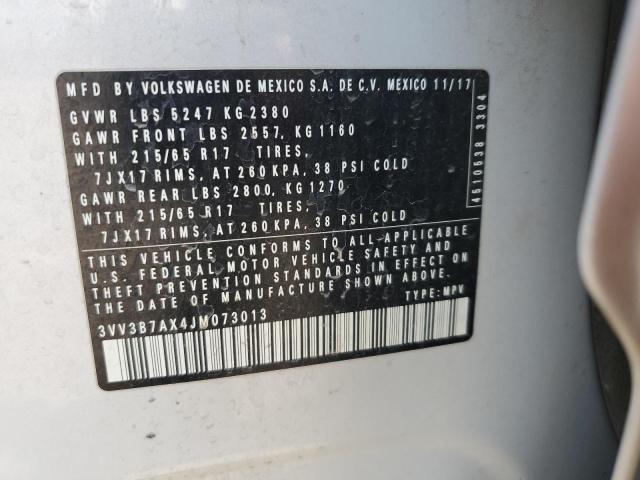 MFD BY VOLKSWAGEN DE MEXICO S.A. DE C.V. MEXICO 11/17
GVWR LBS 5247 KG 2380
GAWR FRONT LBS 2557, KG 1160
WITH 215/65 R17 TIRES,
7JX17 RIMS, AT 260 KPA, 38 PSI COLD
GAWR REAR LBS 2800, KG 1270
WITH 215/65 R17 TIRES,
7JX17 RIMS, AT 260 KPA, 38 PSI COLD
THIS VEHICLE CONFORMS TO ALL-APPLICABLE
U.S. FEDERAL MOTOR VEHICLE SAFETY AND
THEFT PREVENTION STANDARDS IN EFFECT ON
THE DATE OF MANUFACTURE SHOWN ABOVE.
3VV3B7AX4JM073013 TYPE: MPV
4510538 3304